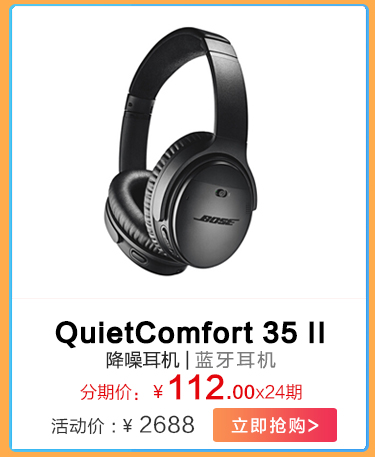 BOSE
QuietComfort 35 II
降噪耳机 | 蓝牙耳机
分期价: ¥ 112.00x24期
活动价 : ¥ 2688 立即抢购>